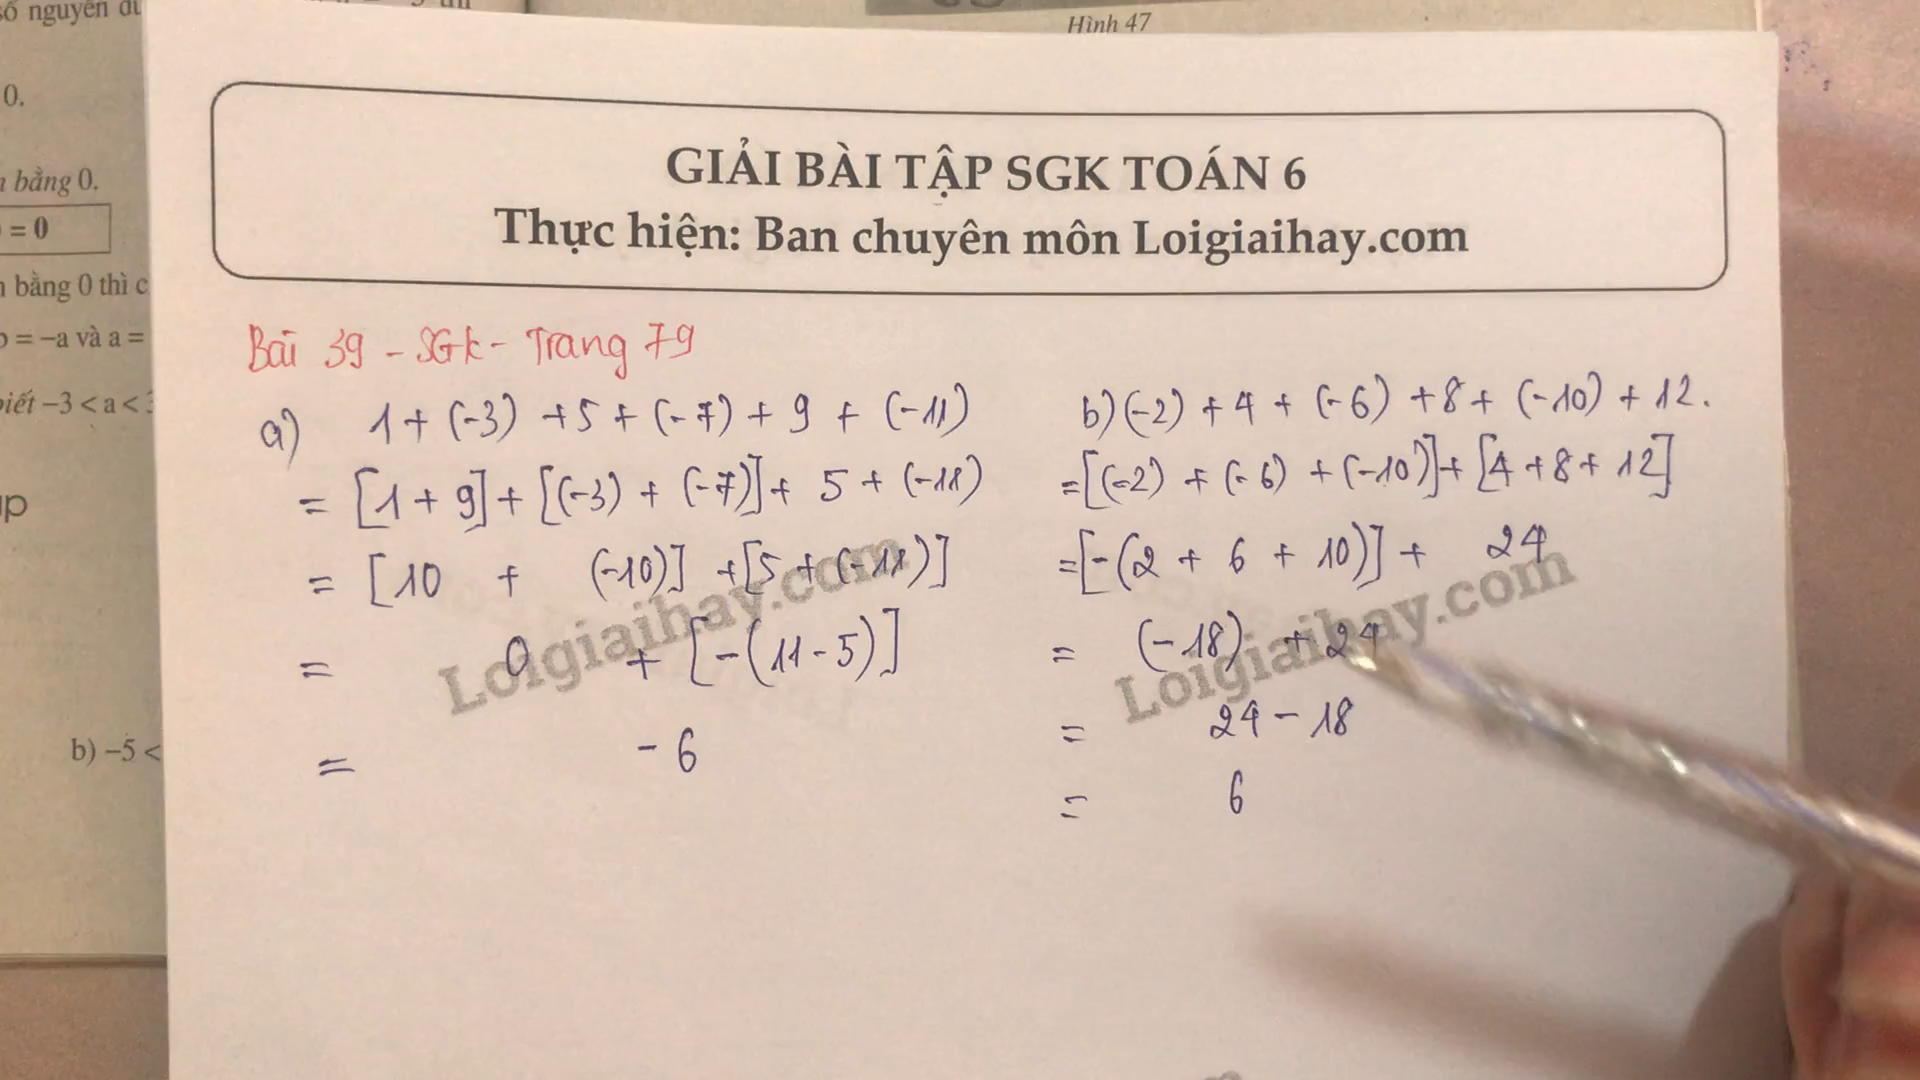 số nguyên
Hình 47
0.
bằng 0.
= 0
bằng 0 thì c
= −a và a =
biết −3 < a < 3
b) −5 <
GIẢI BÀI TẬP SGK TOÁN 6
Thực hiện: Ban chuyên môn Loigiaihay.com
Bài 39 - SGK - Trang 79
a) 1 + (-3) + 5 + (-7) + 9 + (-11)
= [1 + 9] + [(-3) + (-7)] + 5 + (-11)
= [10 + (-10)] + [5 + (-11)]
= 0 + [-(11 - 5)]
= - 6
b) (-2) + 4 + (-6) + 8 + (-10) + 12.
= [(-2) + (-6) + (-10)] + [4 + 8 + 12]
= [-(2 + 6 + 10)] + 24
= (-18) + 24
= 24 - 18
= 6
Loigiaihay.com
Loigiaihay.com